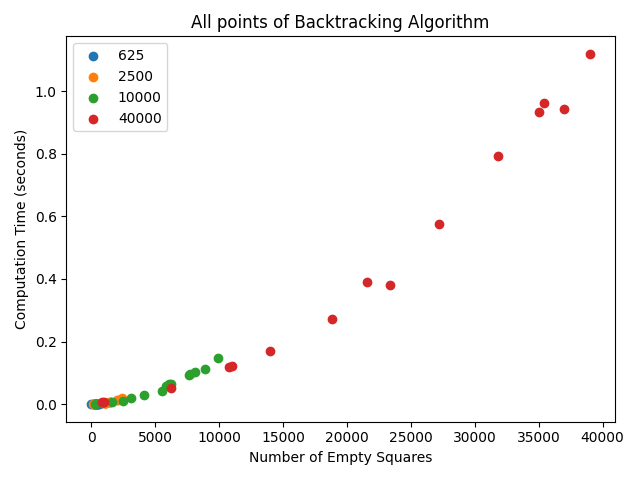 All points of Backtracking Algorithm
625
2500
10000
40000
Computation Time (seconds)
1.0
0.8
0.6
0.4
0.2
0.0
0 5000 10000 15000 20000 25000 30000 35000 40000
Number of Empty Squares